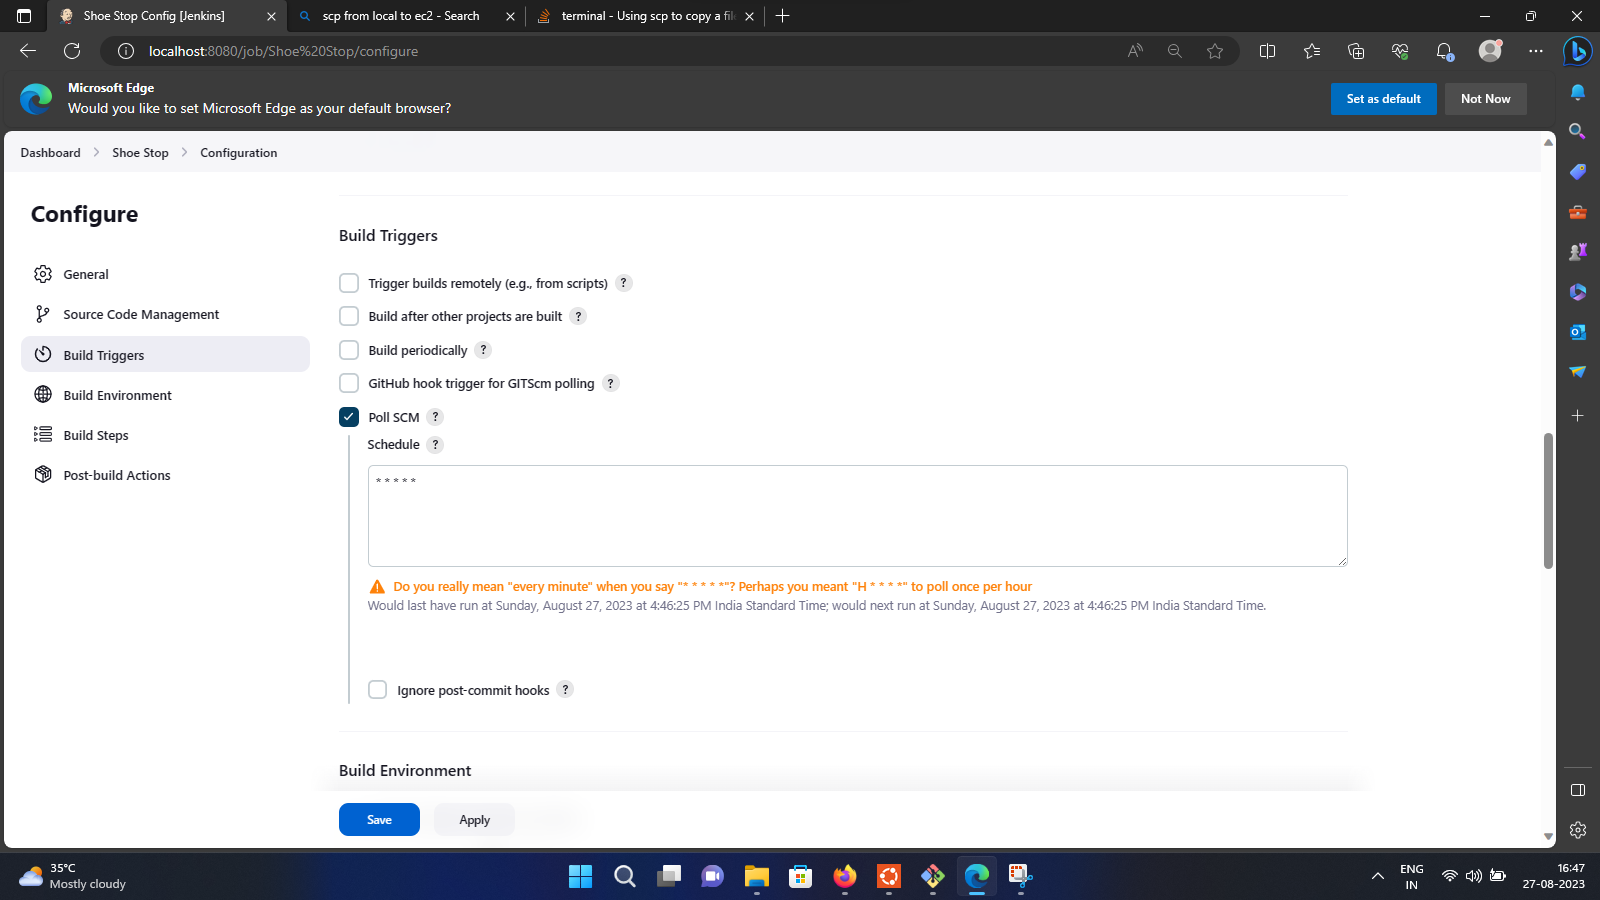 Shoe Stop Config [Jenkins]
scp from local to ec2 - Search
terminal - Using scp to copy a fil
localhost:8080/job/Shoe%20Stop/configure
Microsoft Edge
Would you like to set Microsoft Edge as your default browser?
Set as default
Not Now
Dashboard
Shoe Stop
Configuration
Configure
General
Source Code Management
Build Triggers
Build Environment
Build Steps
Post-build Actions
Build Triggers
Trigger builds remotely (e.g., from scripts) ?
Build after other projects are built ?
Build periodically ?
GitHub hook trigger for GITScm polling ?
Poll SCM ?
Schedule ?
* * * * *
Do you really mean "every minute" when you say "* * * * *"? Perhaps you meant "H * * * *" to poll once per hour
Would last have run at Sunday, August 27, 2023 at 4:46:25 PM India Standard Time; would next run at Sunday, August 27, 2023 at 4:46:25 PM India Standard Time.
Ignore post-commit hooks ?
Build Environment
Save
Apply
35°C
Mostly cloudy
ENG
IN
16:47
27-08-2023